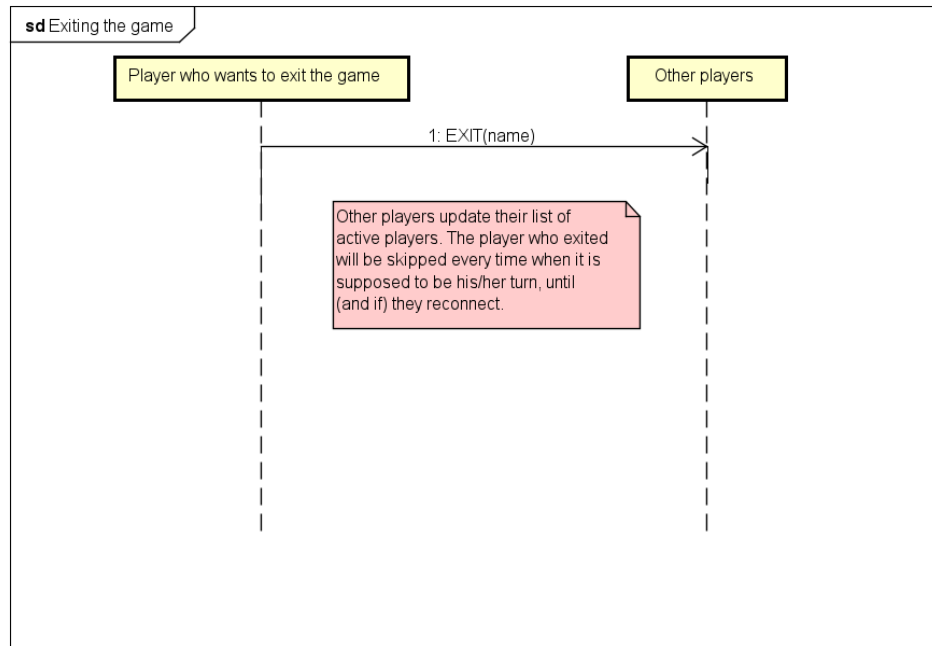 sd Exiting the game
Player who wants to exit the game
Other players
1: EXIT(name)
Other players update their list of
active players. The player who exited
will be skipped every time when it is
supposed to be his/her turn, until
(and if) they reconnect.